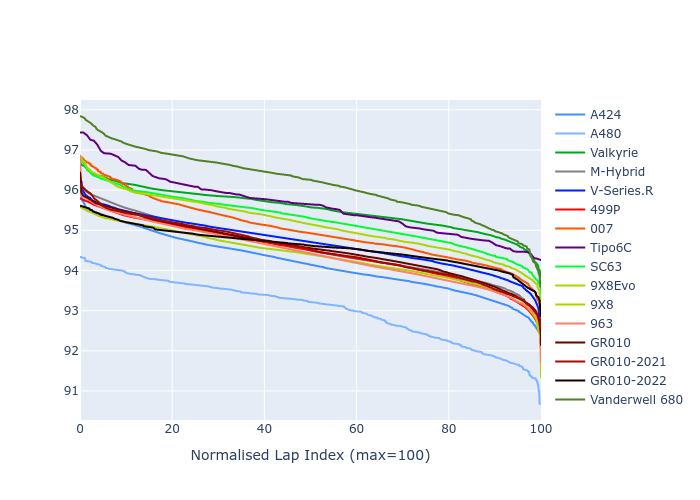 98
97
96
95
94
93
92
91
0 20 40 60 80 100
Normalised Lap Index (max=100)
A424
A480
Valkyrie
M-Hybrid
V-Series.R
499P
007
Tipo6C
SC63
9X8Evo
9X8
963
GR010
GR010-2021
GR010-2022
Vanderwell 680